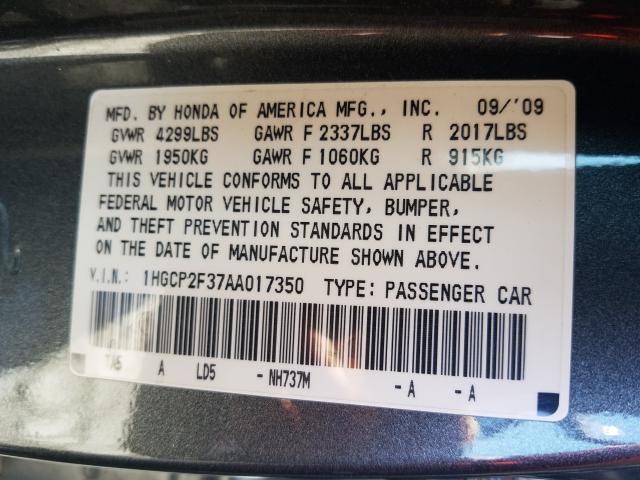 MFD. BY HONDA OF AMERICA MFG., INC. 09/'09
GVWR 4299LBS GAWR F 2337LBS R 2017LBS
GVWR 1950KG GAWR F 1060KG R 915KG
THIS VEHICLE CONFORMS TO ALL APPLICABLE
FEDERAL MOTOR VEHICLE SAFETY, BUMPER,
AND THEFT PREVENTION STANDARDS IN EFFECT
ON THE DATE OF MANUFACTURE SHOWN ABOVE.
V.I.N: 1HGCP2F37AA017350 TYPE: PASSENGER CAR
TA5 A LD5 - NH737M - A - A